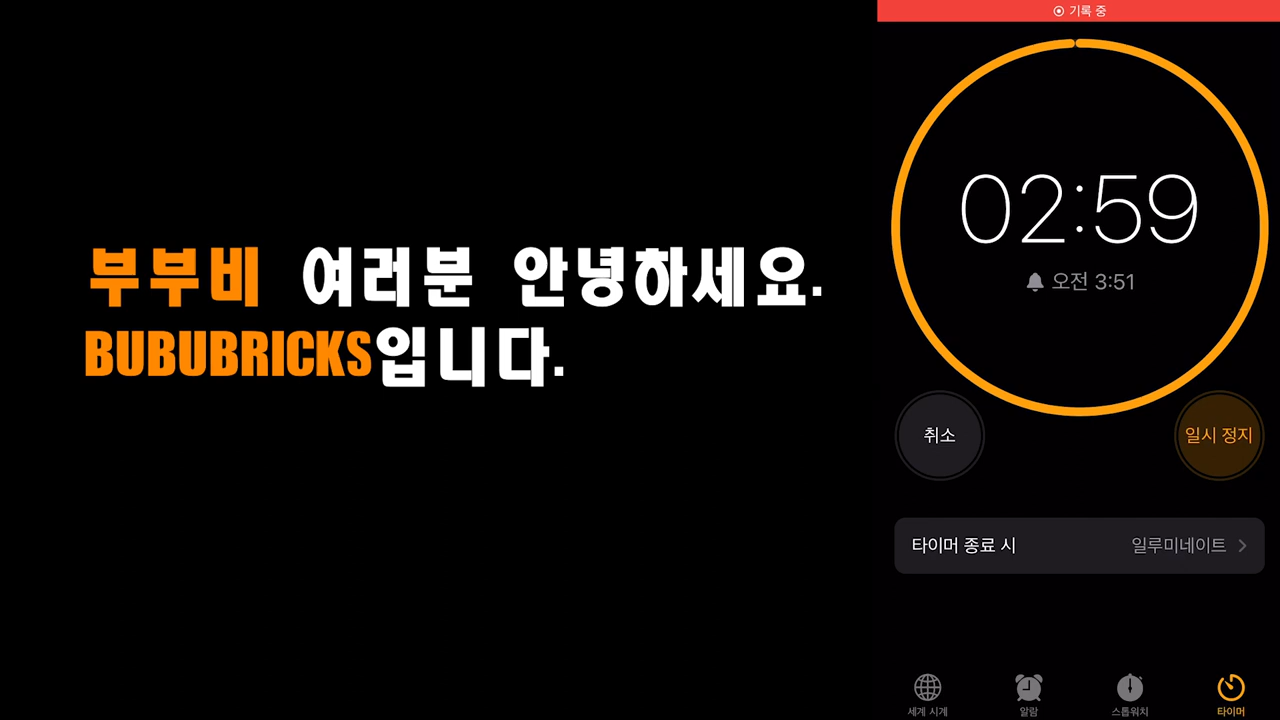 부부비 여러분 안녕하세요.
BUBUBRICKS입니다.
기록 중
02:59
오전 3:51
취소
일시 정지
타이머 종료 시
일루미네이트
세계 시계
알람
스톱워치
타이머